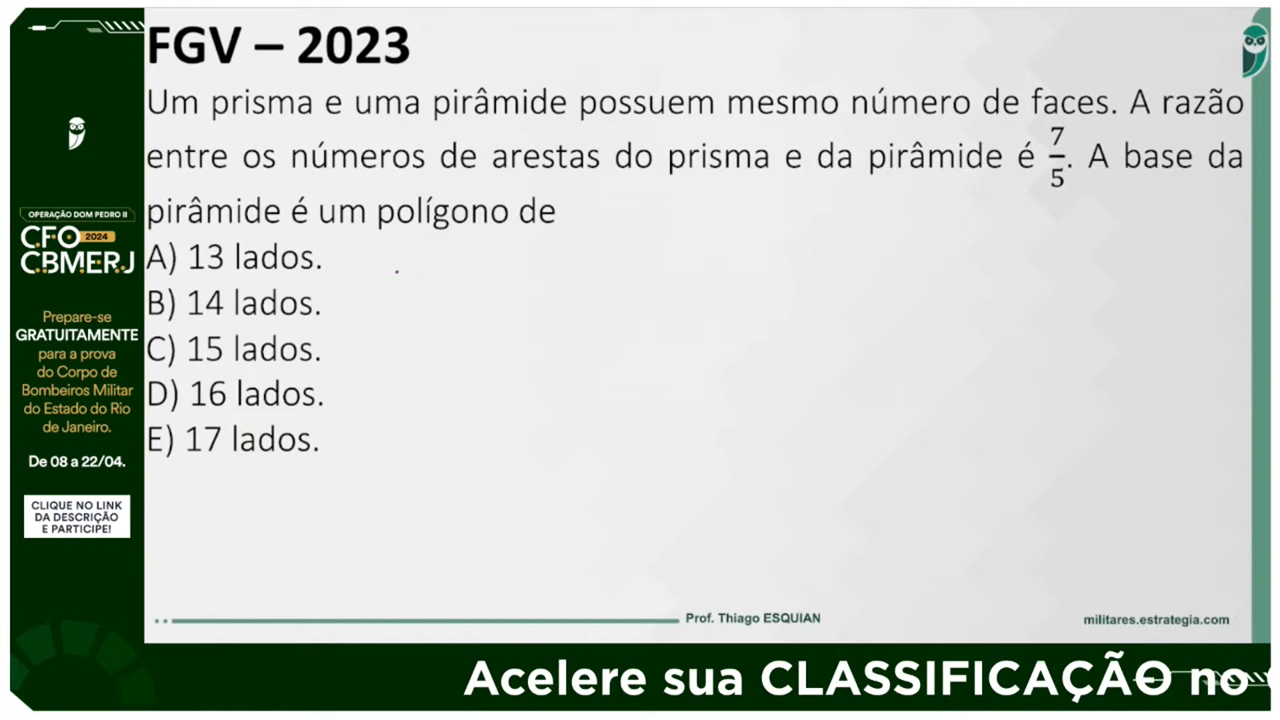 FGV – 2023
Um prisma e uma pirâmide possuem mesmo número de faces. A razão
entre os números de arestas do prisma e da pirâmide é 7/5. A base da
pirâmide é um polígono de
A) 13 lados.
B) 14 lados.
C) 15 lados.
D) 16 lados.
E) 17 lados.
OPERAÇÃO DOM PEDRO II
CFO 2024
CBMERJ
Prepare-se
GRATUITAMENTE
para a prova
do Corpo de
Bombeiros Militar
do Estado do Rio
de Janeiro.
De 08 a 22/04.
CLIQUE NO LINK
DA DESCRIÇÃO
E PARTICIPE!
Prof. Thiago ESQUIAN
militares.estrategia.com
Acelere sua CLASSIFICAÇÃO no